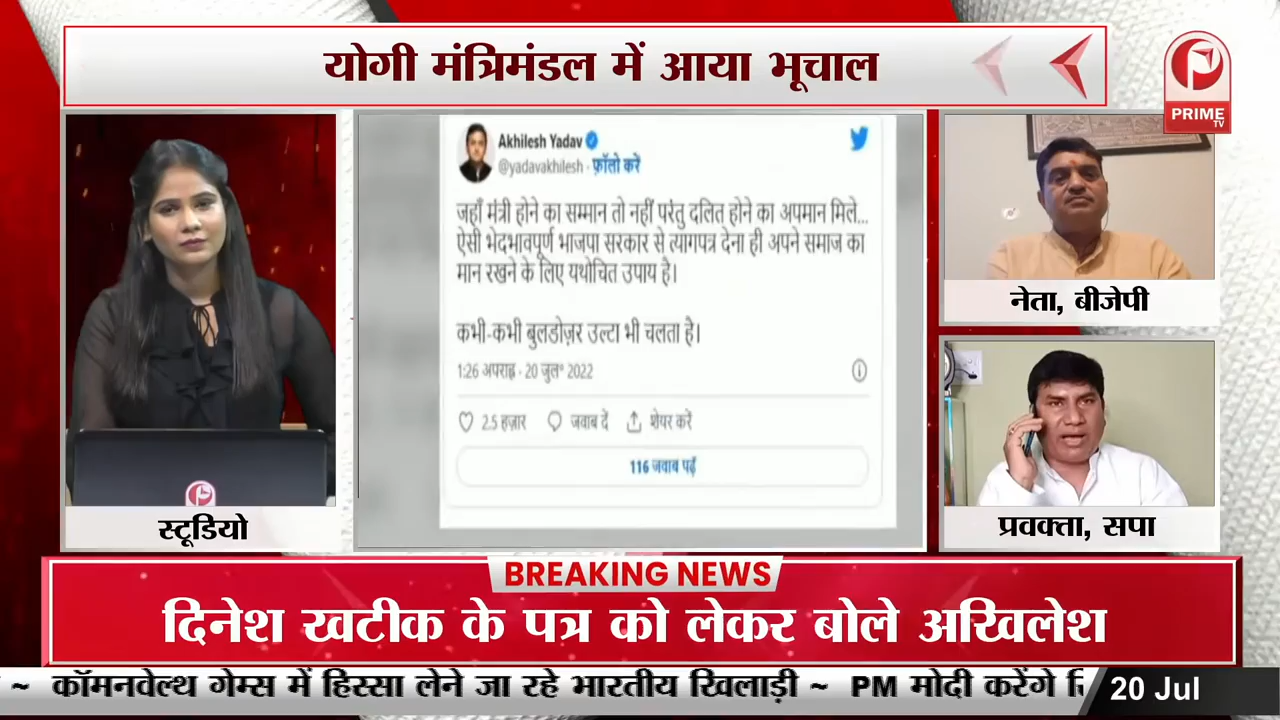 योगी मंत्रिमंडल में आया भूचाल
PRIME
TV
Akhilesh Yadav
@yadavakhilesh · फ़ॉलो करें
जहाँ मंत्री होने का सम्मान तो नहीं परंतु दलित होने का अपमान मिले...
ऐसी भेदभावपूर्ण भाजपा सरकार से त्यागपत्र देना ही अपने समाज का
मान रखने के लिए यथोचित उपाय है।
कभी-कभी बुलडोज़र उल्टा भी चलता है।
1:26 अपराह्न · 20 जुल॰ 2022
2.5 हज़ार जवाब दें शेयर करें
116 जवाब पढ़ें
स्टूडियो
नेता, बीजेपी
प्रवक्ता, सपा
BREAKING NEWS
दिनेश खटीक के पत्र को लेकर बोले अखिलेश
~ कॉमनवेल्थ गेम्स में हिस्सा लेने जा रहे भारतीय खिलाड़ी ~ PM मोदी करेंगे
20 Jul